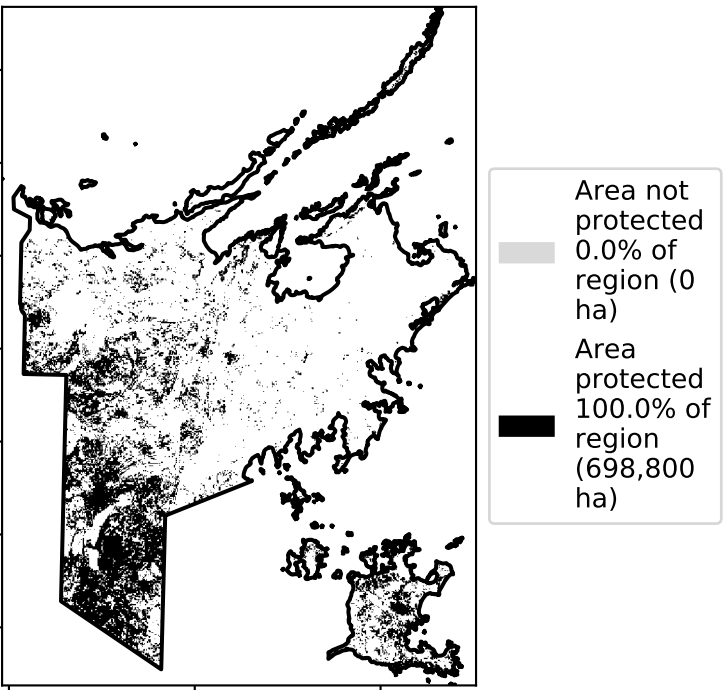 Area not
protected
0.0% of
region (0
ha)
Area
protected
100.0% of
region
(698,800
ha)